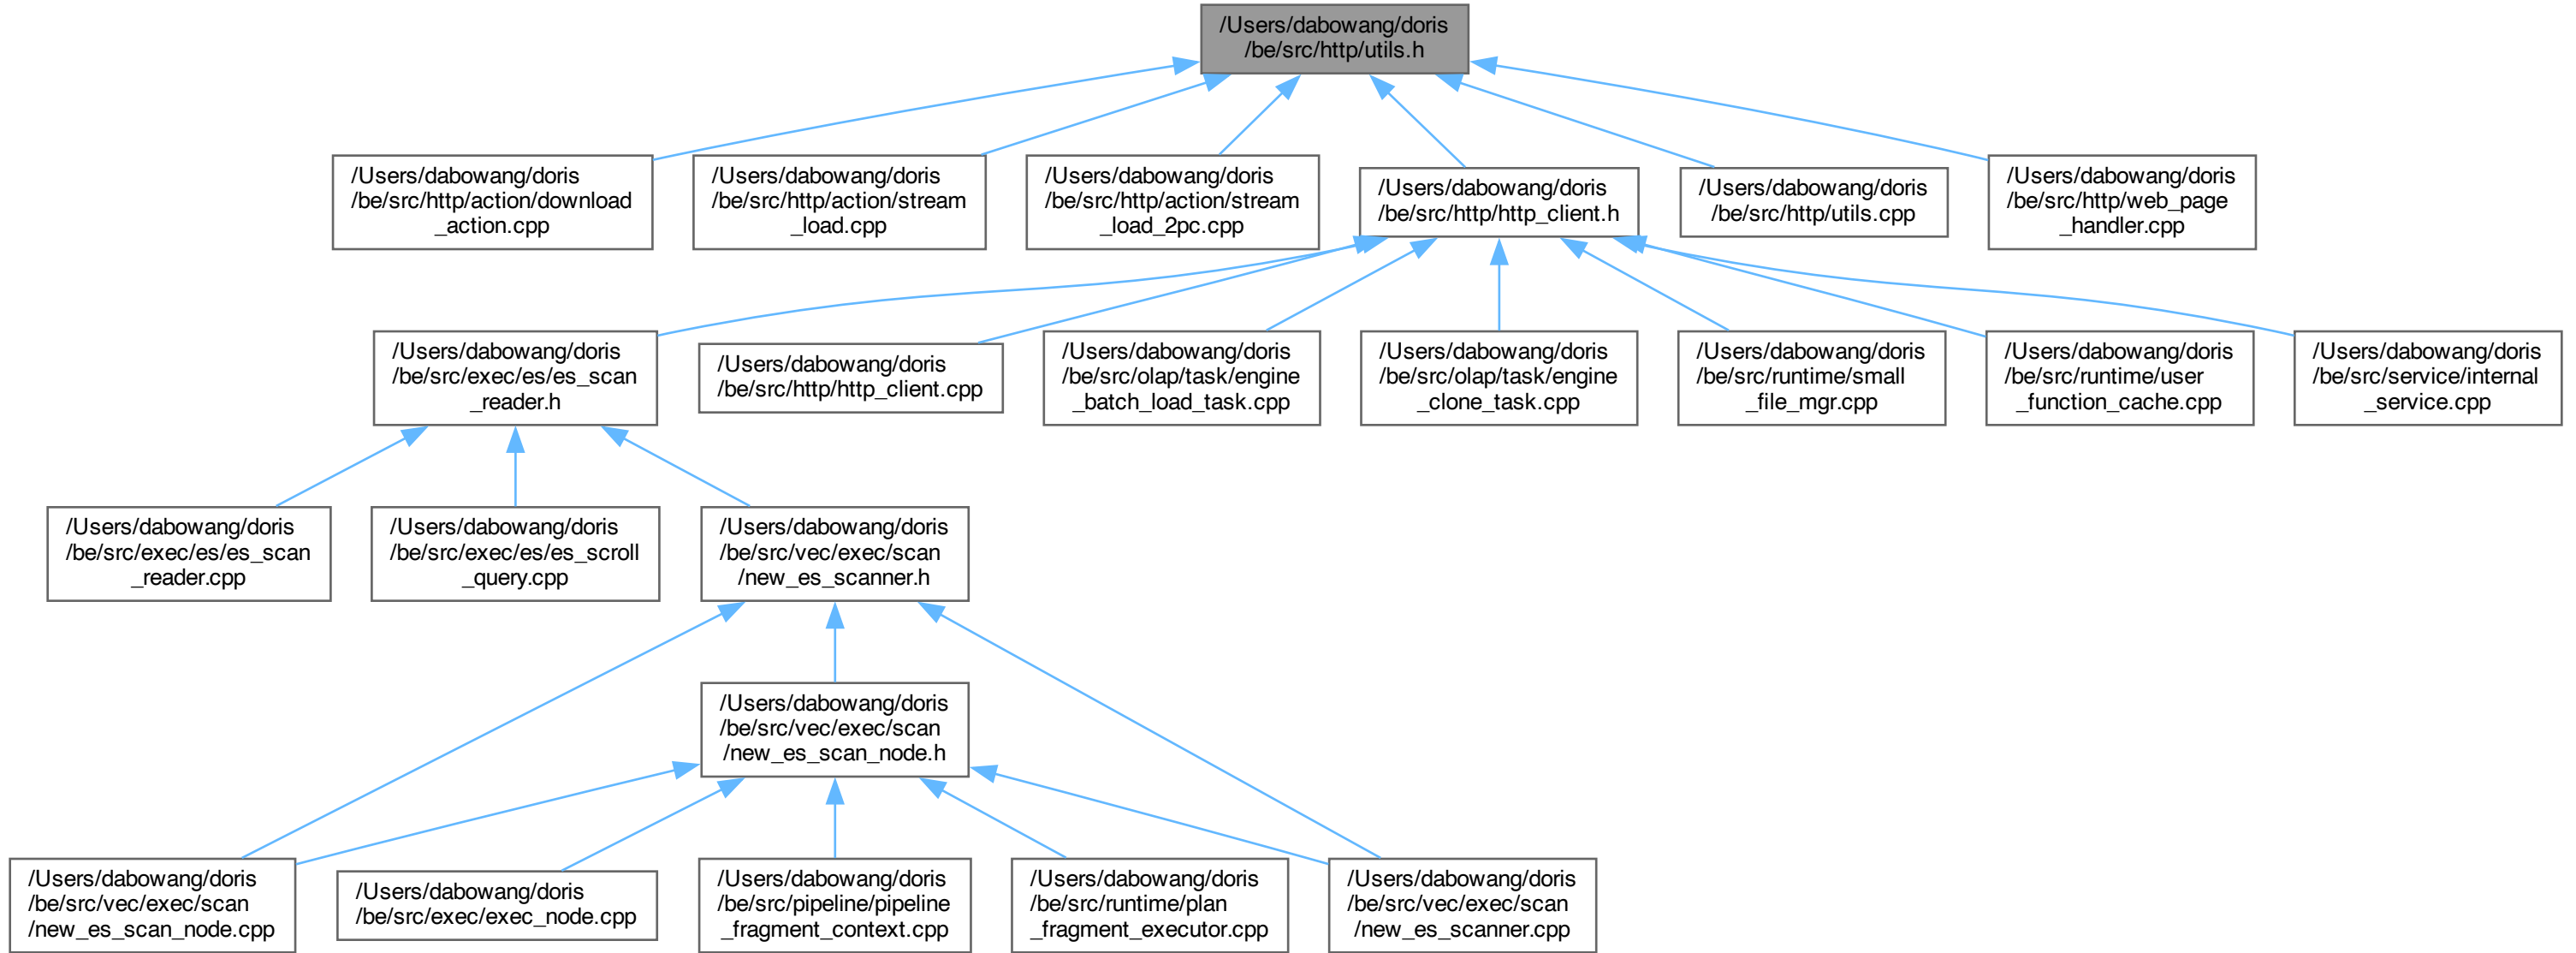 /Users/dabowang/doris
/be/src/http/utils.h
/Users/dabowang/doris
/be/src/http/action/download
_action.cpp
/Users/dabowang/doris
/be/src/http/action/stream
_load.cpp
/Users/dabowang/doris
/be/src/http/action/stream
_load_2pc.cpp
/Users/dabowang/doris
/be/src/http/http_client.h
/Users/dabowang/doris
/be/src/http/utils.cpp
/Users/dabowang/doris
/be/src/http/web_page
_handler.cpp
/Users/dabowang/doris
/be/src/exec/es/es_scan
_reader.h
/Users/dabowang/doris
/be/src/http/http_client.cpp
/Users/dabowang/doris
/be/src/olap/task/engine
_batch_load_task.cpp
/Users/dabowang/doris
/be/src/olap/task/engine
_clone_task.cpp
/Users/dabowang/doris
/be/src/runtime/small
_file_mgr.cpp
/Users/dabowang/doris
/be/src/runtime/user
_function_cache.cpp
/Users/dabowang/doris
/be/src/service/internal
_service.cpp
/Users/dabowang/doris
/be/src/exec/es/es_scan
_reader.cpp
/Users/dabowang/doris
/be/src/exec/es/es_scroll
_query.cpp
/Users/dabowang/doris
/be/src/vec/exec/scan
/new_es_scanner.h
/Users/dabowang/doris
/be/src/vec/exec/scan
/new_es_scan_node.h
/Users/dabowang/doris
/be/src/vec/exec/scan
/new_es_scan_node.cpp
/Users/dabowang/doris
/be/src/exec/exec_node.cpp
/Users/dabowang/doris
/be/src/pipeline/pipeline
_fragment_context.cpp
/Users/dabowang/doris
/be/src/runtime/plan
_fragment_executor.cpp
/Users/dabowang/doris
/be/src/vec/exec/scan
/new_es_scanner.cpp